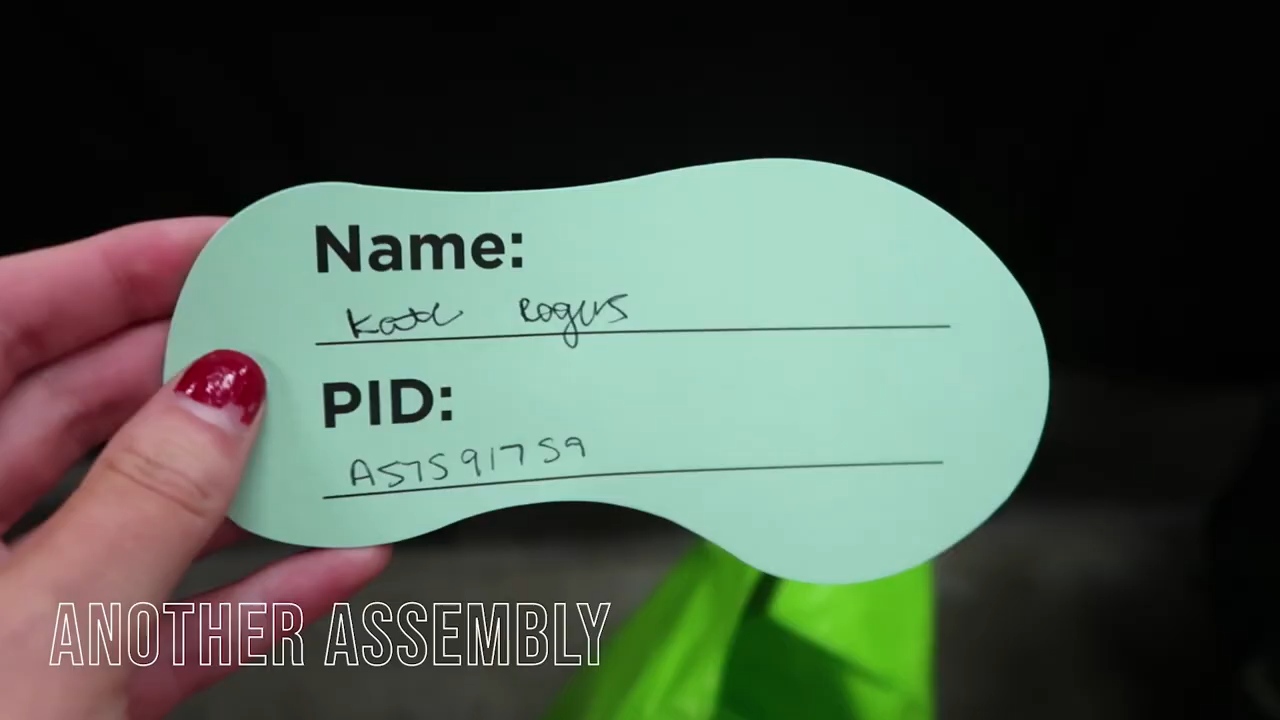 Name:
Kate Rogers
PID:
A57591759
ANOTHER ASSEMBLY